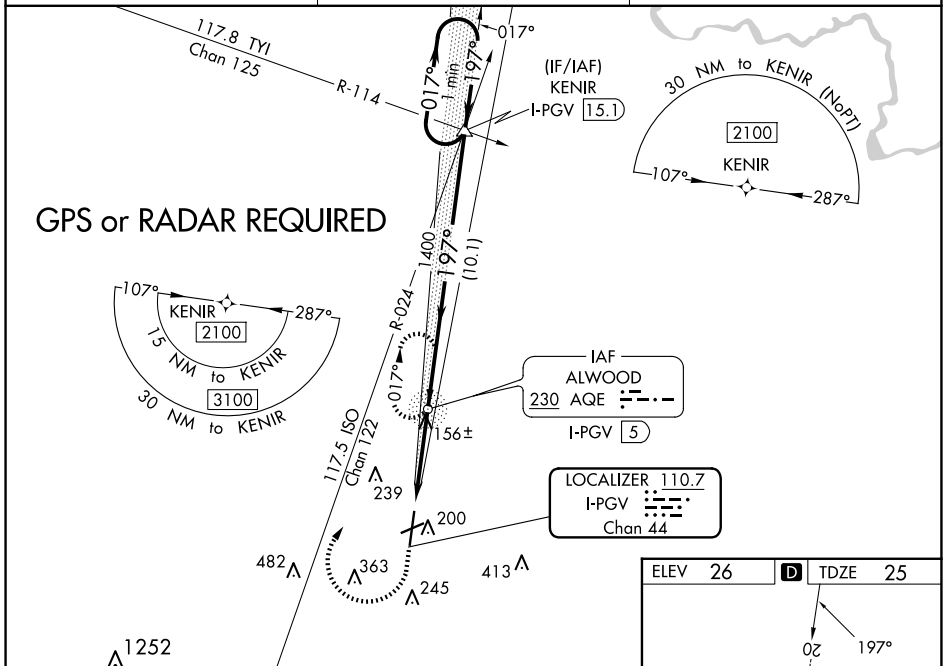 117.8 TYI
Chan 125
R-114
017°
1 min
197°
017°
(IF/IAF)
KENIR
I-PGV 15.1
30 NM to KENIR (NoPT)
2100
KENIR
107°
287°
GPS or RADAR REQUIRED
1400
197°
(10.1)
R-024
107°
KENIR
287°
2100
15 NM to KENIR
3100
30 NM to KENIR
017°
IAF
ALWOOD
230 AQE
I-PGV 5
156±
117.5 ISO
Chan 122
239
LOCALIZER 110.7
I-PGV
Chan 44
200
482
363
413
245
1252
ELEV 26 D TDZE 25
20
197°